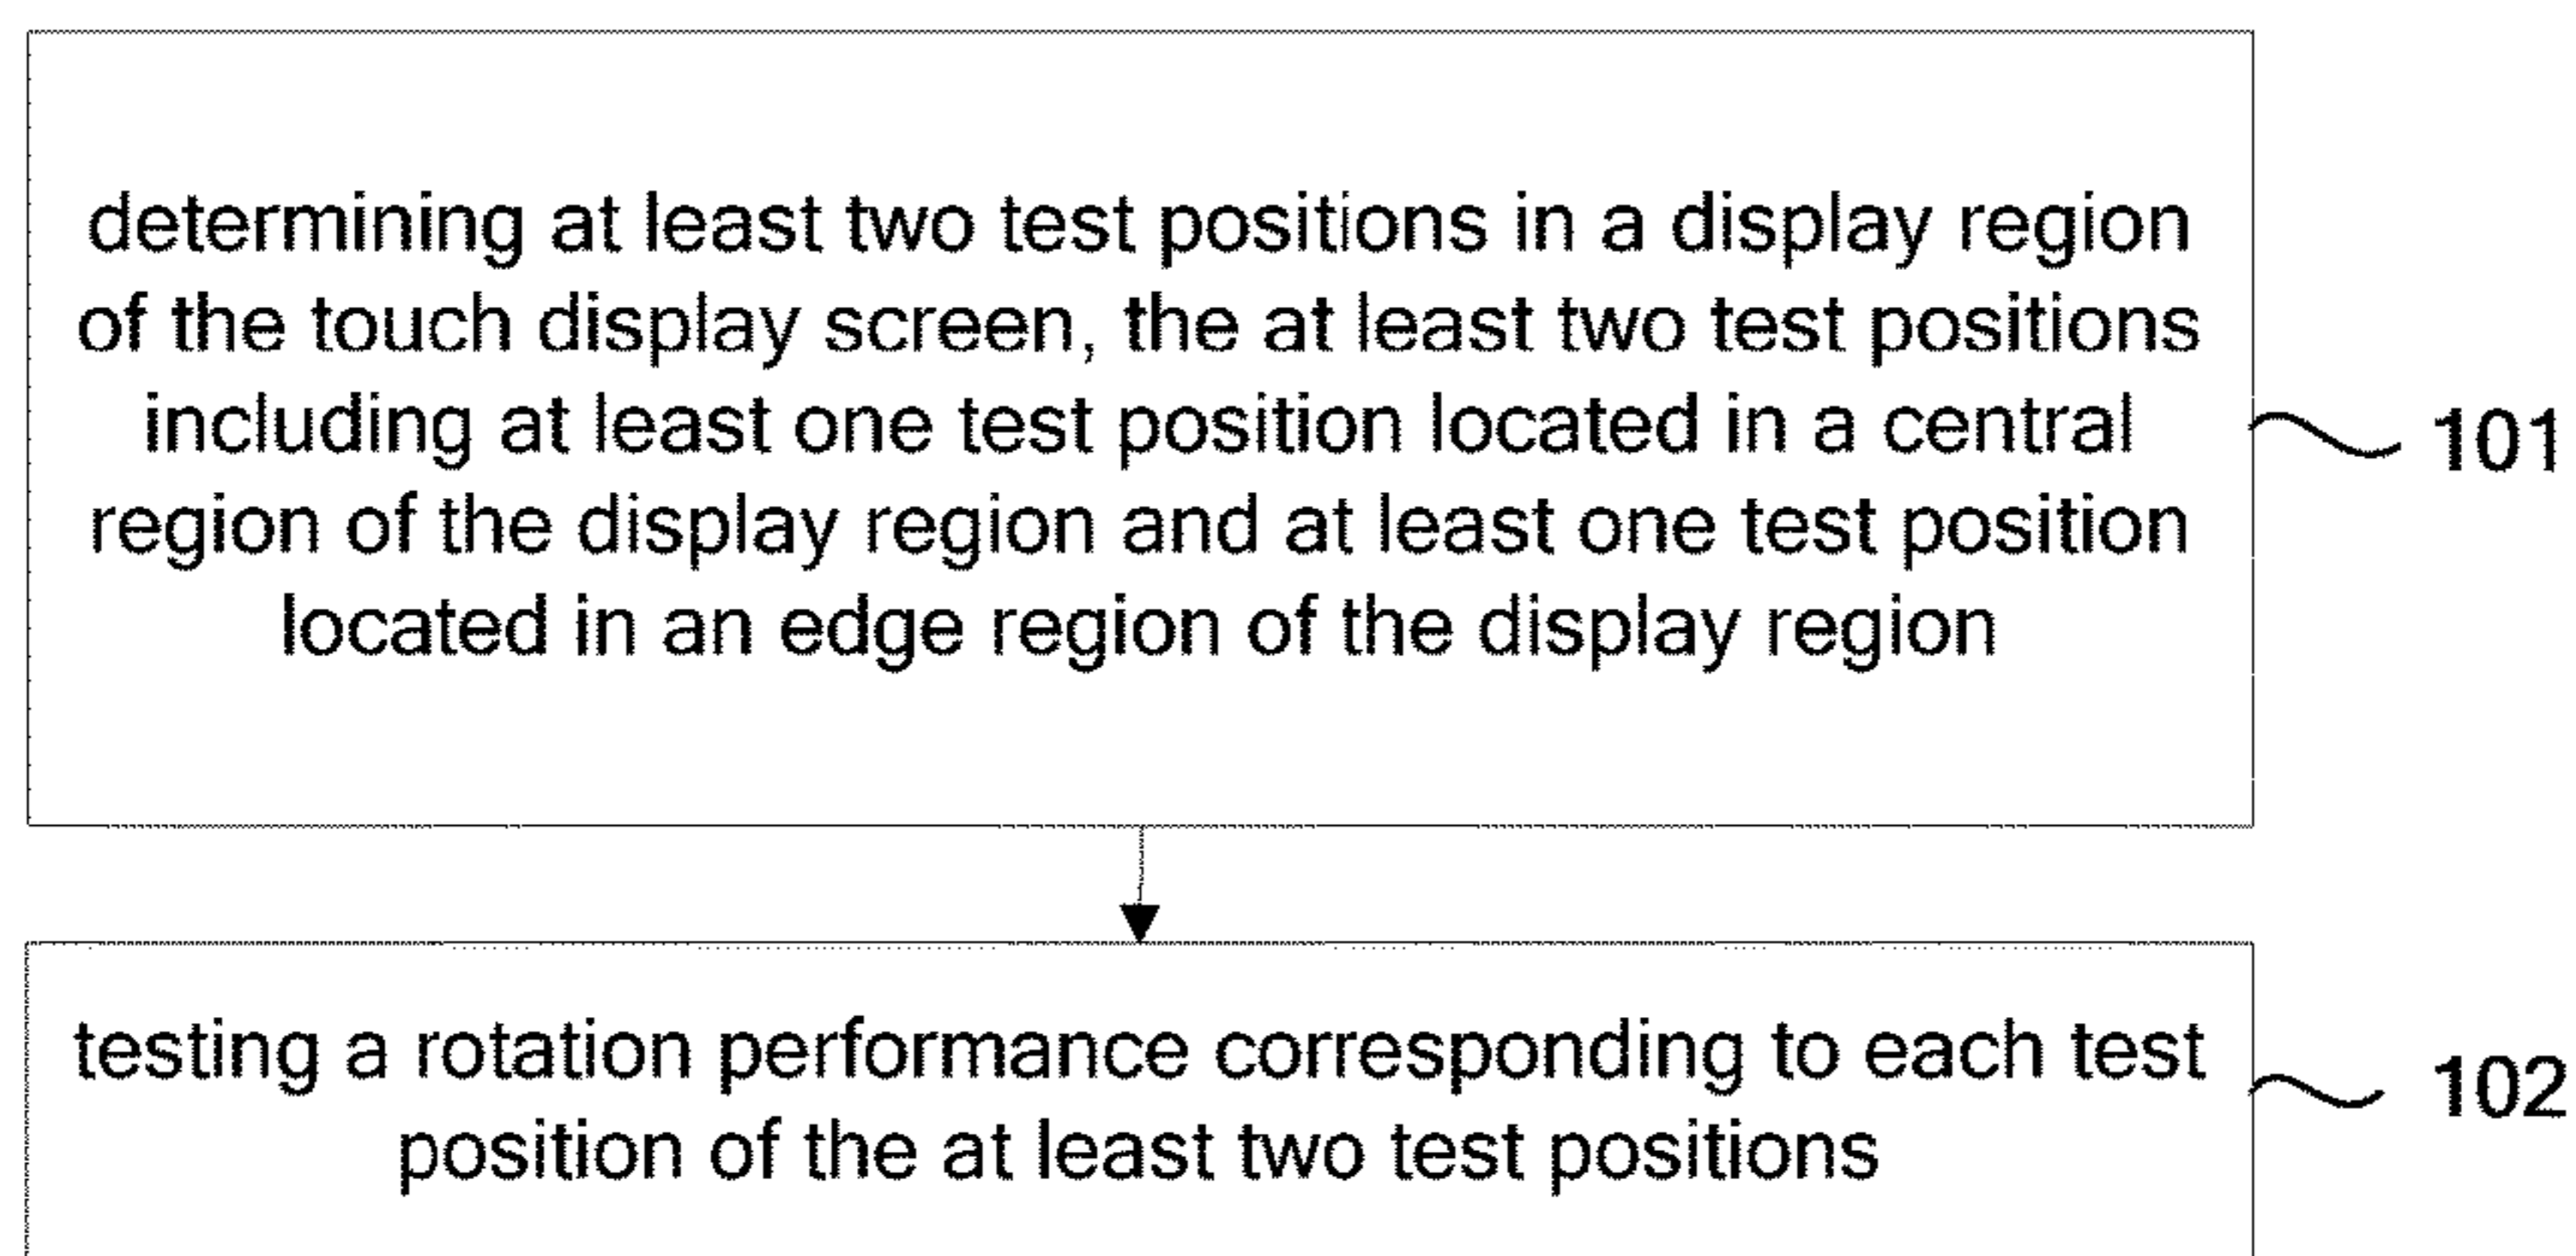 determining at least two test positions in a display region
of the touch display screen, the at least two test positions
including at least one test position located in a central
region of the display region and at least one test position
located in an edge region of the display region
101
testing a rotation performance corresponding to each test
position of the at least two test positions
102